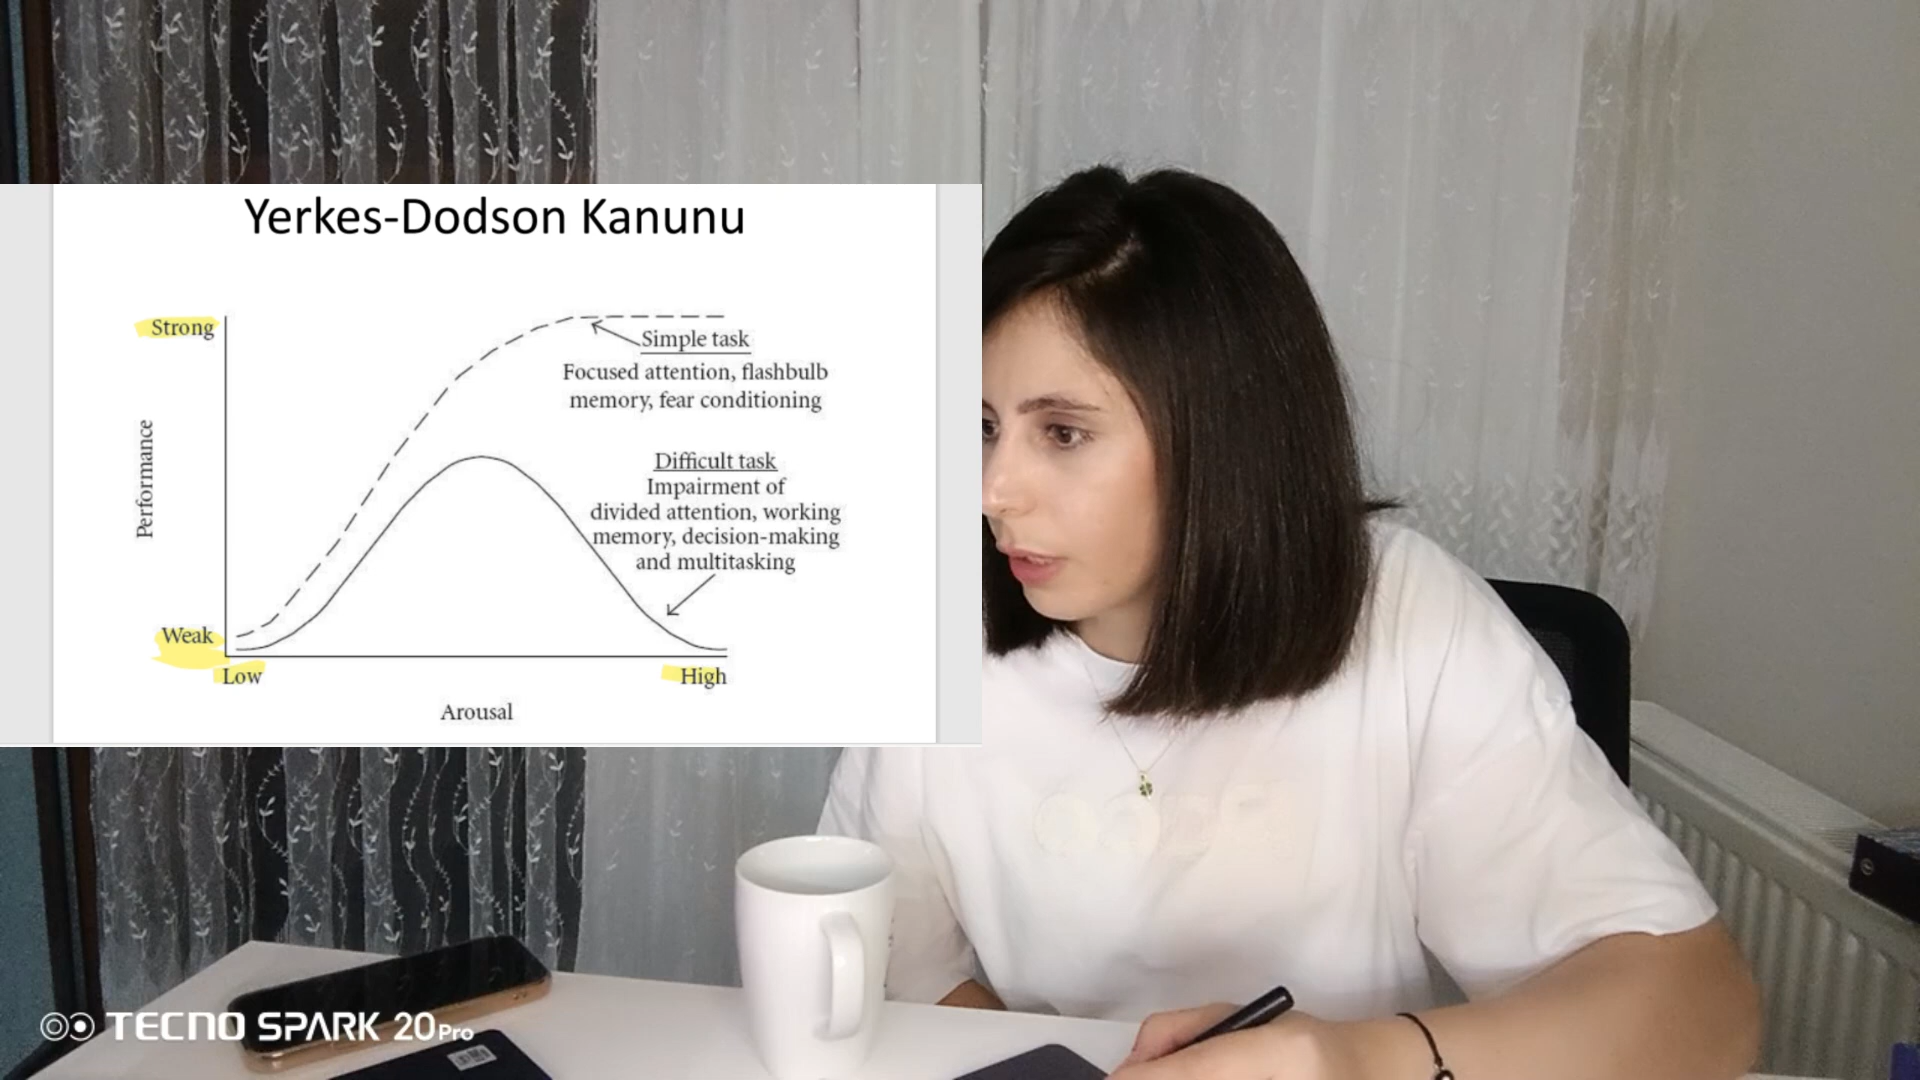 Yerkes-Dodson Kanunu
Strong
Simple task
Focused attention, flashbulb
memory, fear conditioning
Performance
Difficult task
Impairment of
divided attention, working
memory, decision-making
and multitasking
Weak
Low
High
Arousal
TECNO SPARK 20Pro